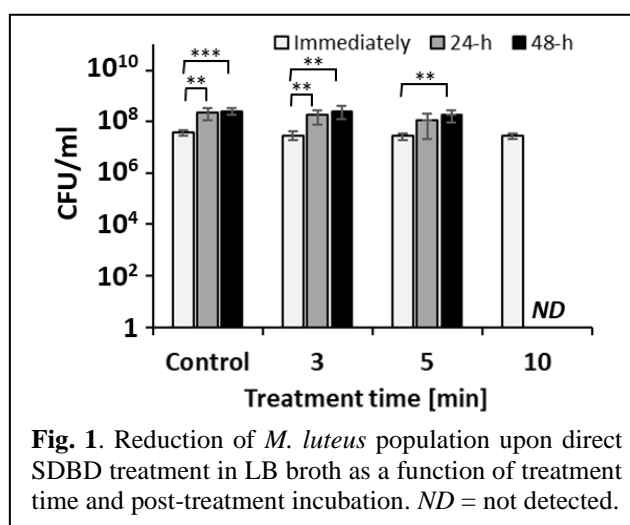 Immediately 24-h 48-h
10¹⁰
10⁸
10⁶
10⁴
10²
1
CFU/ml
***
**
**
**
**
ND
Control 3 5 10
Treatment time [min]
Fig. 1. Reduction of M. luteus population upon direct
SDBD treatment in LB broth as a function of treatment
time and post-treatment incubation. ND = not detected.